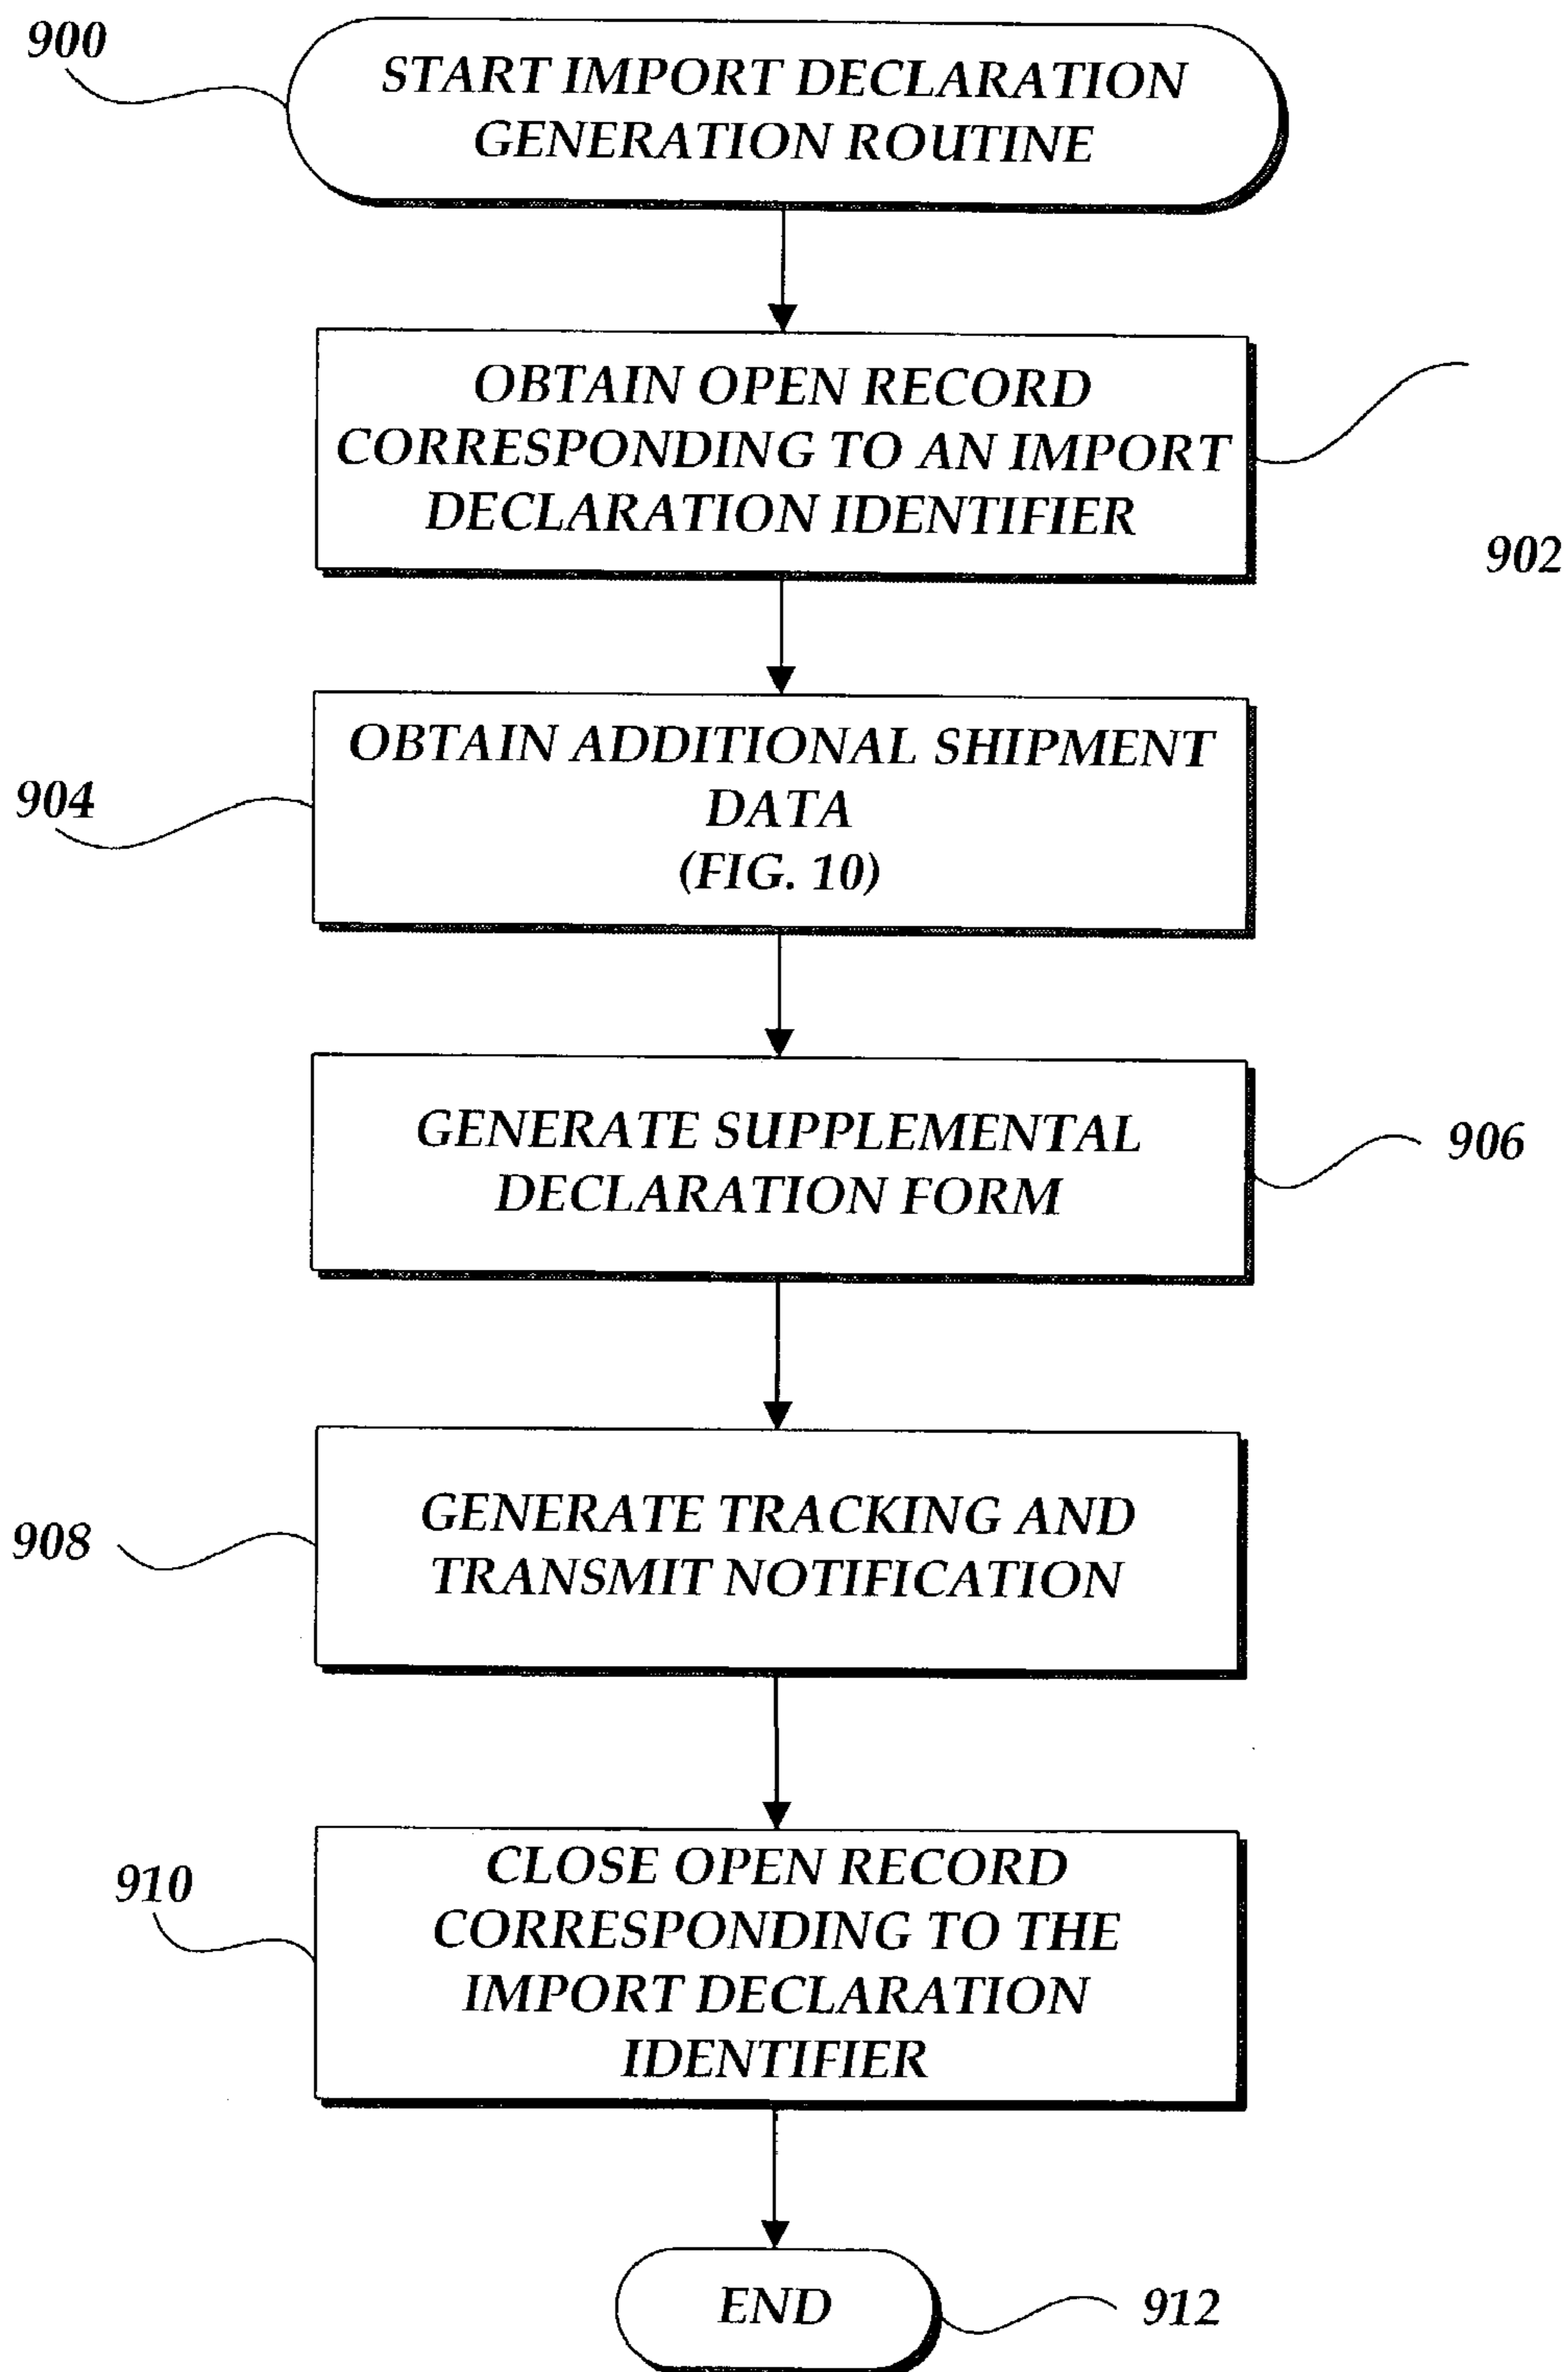 900
START IMPORT DECLARATION
GENERATION ROUTINE
OBTAIN OPEN RECORD
CORRESPONDING TO AN IMPORT
DECLARATION IDENTIFIER
902
OBTAIN ADDITIONAL SHIPMENT
DATA
(FIG. 10)
904
GENERATE SUPPLEMENTAL
DECLARATION FORM
906
GENERATE TRACKING AND
TRANSMIT NOTIFICATION
908
CLOSE OPEN RECORD
CORRESPONDING TO THE
IMPORT DECLARATION
IDENTIFIER
910
END
912